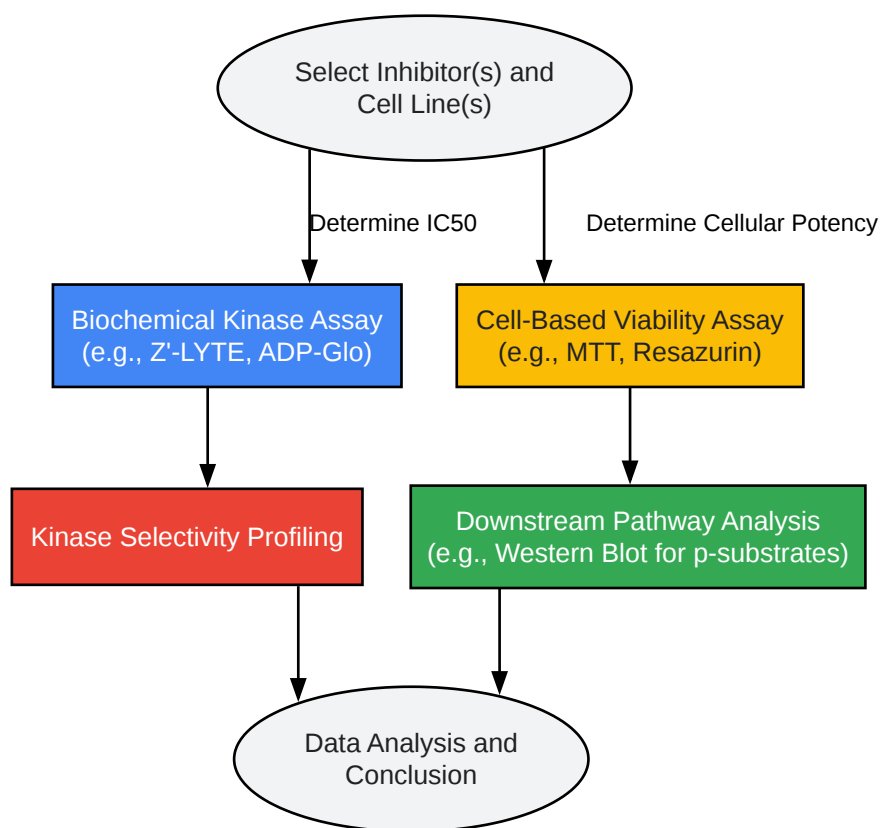 Select Inhibitor(s) and
Cell Line(s)
Determine IC50
Determine Cellular Potency
Biochemical Kinase Assay
(e.g., Z'-LYTE, ADP-Glo)
Cell-Based Viability Assay
(e.g., MTT, Resazurin)
Kinase Selectivity Profiling
Downstream Pathway Analysis
(e.g., Western Blot for p-substrates)
Data Analysis and
Conclusion